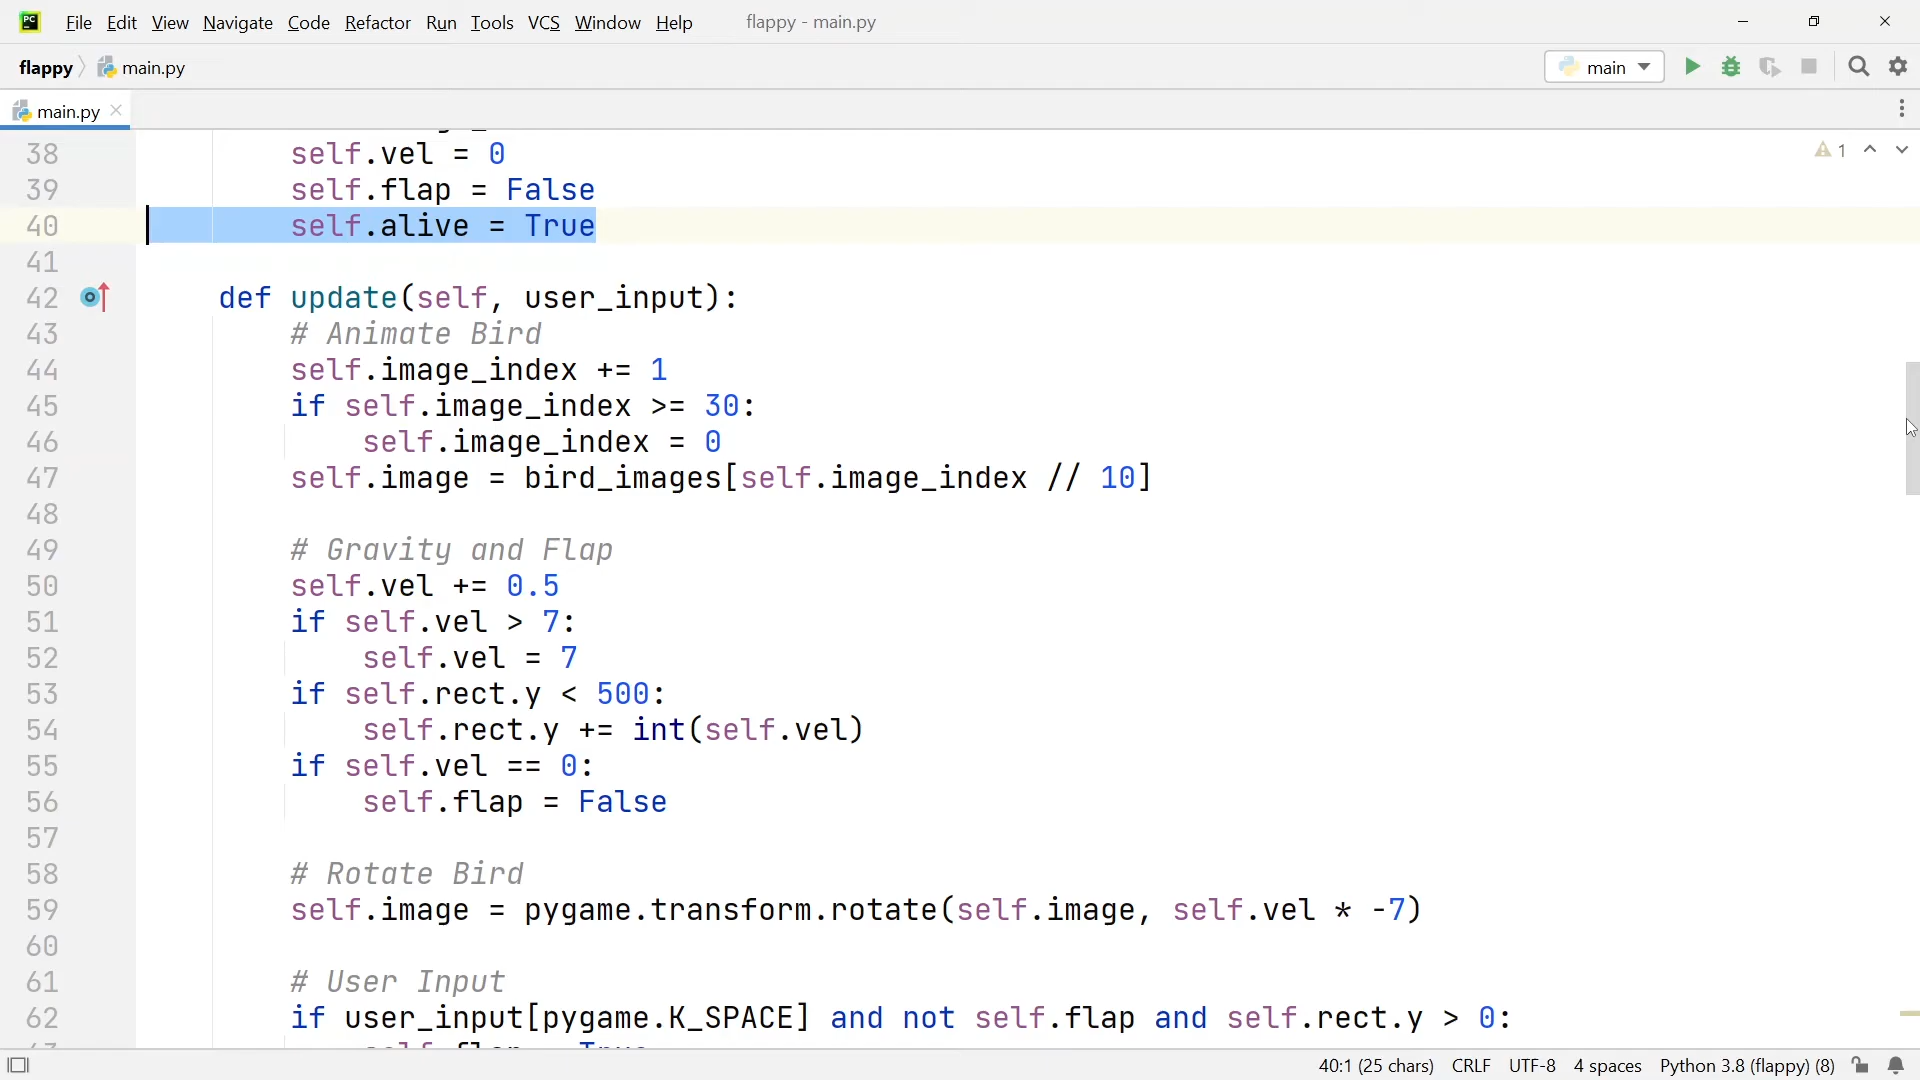 PC File Edit View Navigate Code Refactor Run Tools VCS Window Help flappy - main.py
flappy main.py main
main.py
38 self.vel = 0
1
39 self.flap = False
40 self.alive = True
41
42 def update(self, user_input):
43 # Animate Bird
44 self.image_index += 1
45 if self.image_index >= 30:
46 self.image_index = 0
47 self.image = bird_images[self.image_index // 10]
48
49 # Gravity and Flap
50 self.vel += 0.5
51 if self.vel > 7:
52 self.vel = 7
53 if self.rect.y < 500:
54 self.rect.y += int(self.vel)
55 if self.vel == 0:
56 self.flap = False
57
58 # Rotate Bird
59 self.image = pygame.transform.rotate(self.image, self.vel * -7)
60
61 # User Input
62 if user_input[pygame.K_SPACE] and not self.flap and self.rect.y > 0:
40:1 (25 chars) CRLF UTF-8 4 spaces Python 3.8 (flappy) (8)